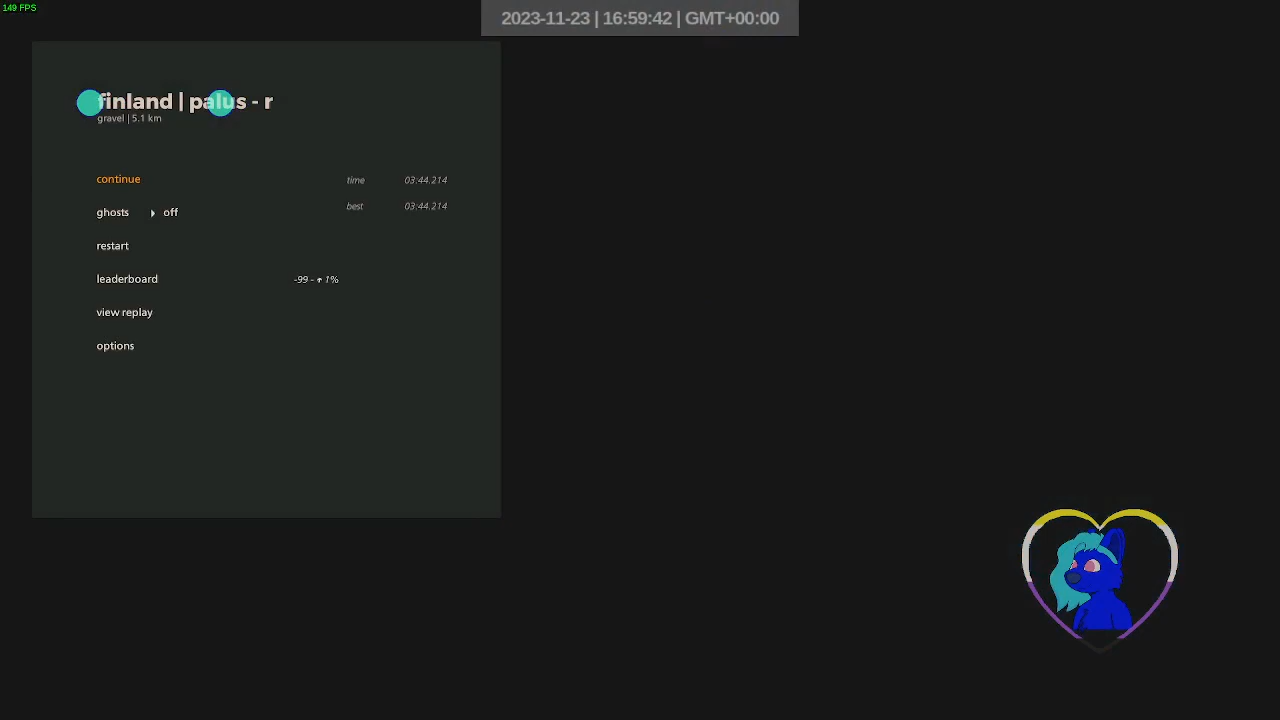 149 FPS
2023-11-23 | 16:59:42 | GMT+00:00
finland | palus - r
gravel | 5.1 km
continue
time 03:44.214
ghosts off
best 03:44.214
restart
leaderboard -99 - ↑ 1%
view replay
options